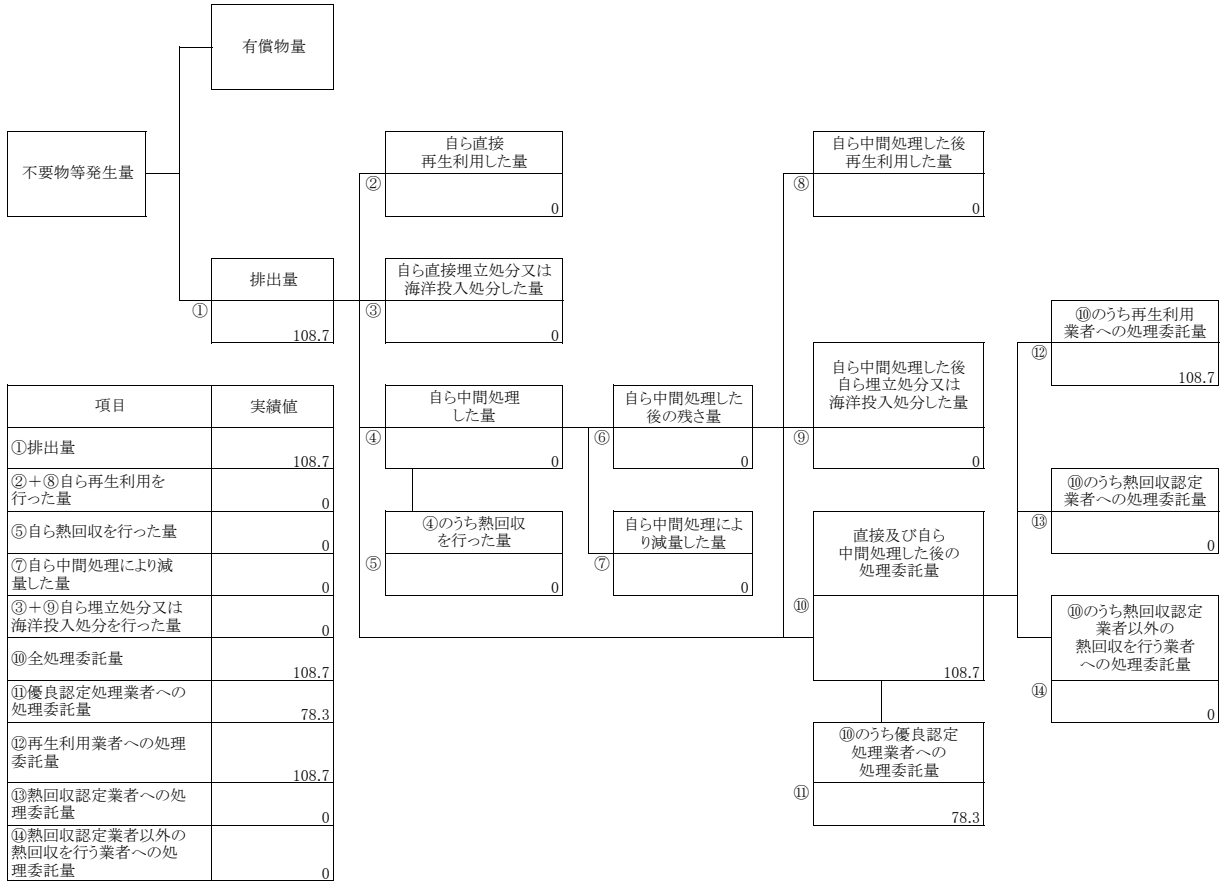 有償物量
不要物等発生量
自ら直接
再生利用した量
②
0
自ら中間処理した後
再生利用した量
⑧
0
排出量
①
108.7
自ら直接埋立処分又は
海洋投入処分した量
③
0
⑩のうち再生利用
業者への処理委託量
⑫
108.7
自ら中間処理
した量
④
0
自ら中間処理した
後の残さ量
⑥
0
自ら中間処理した後
自ら埋立処分又は
海洋投入処分した量
⑨
0
⑩のうち熱回収認定
業者への処理委託量
⑬
0
④のうち熱回収
を行った量
⑤
0
自ら中間処理によ
り減量した量
⑦
0
直接及び自ら
中間処理した後の
処理委託量
⑩
108.7
⑩のうち熱回収認定
業者以外の
熱回収を行う業者
への処理委託量
⑭
0
⑩のうち優良認定
処理業者への
処理委託量
⑪
78.3
項目 実績値
①排出量
108.7
②+⑧自ら再生利用を
行った量
0
⑤自ら熱回収を行った量
0
⑦自ら中間処理により減
量した量
0
③+⑨自ら埋立処分又は
海洋投入処分を行った量
0
⑩全処理委託量
108.7
⑪優良認定処理業者への
処理委託量
78.3
⑫再生利用業者への処理
委託量
108.7
⑬熱回収認定業者への処
理委託量
0
⑭熱回収認定業者以外の
熱回収を行う業者への処
理委託量
0